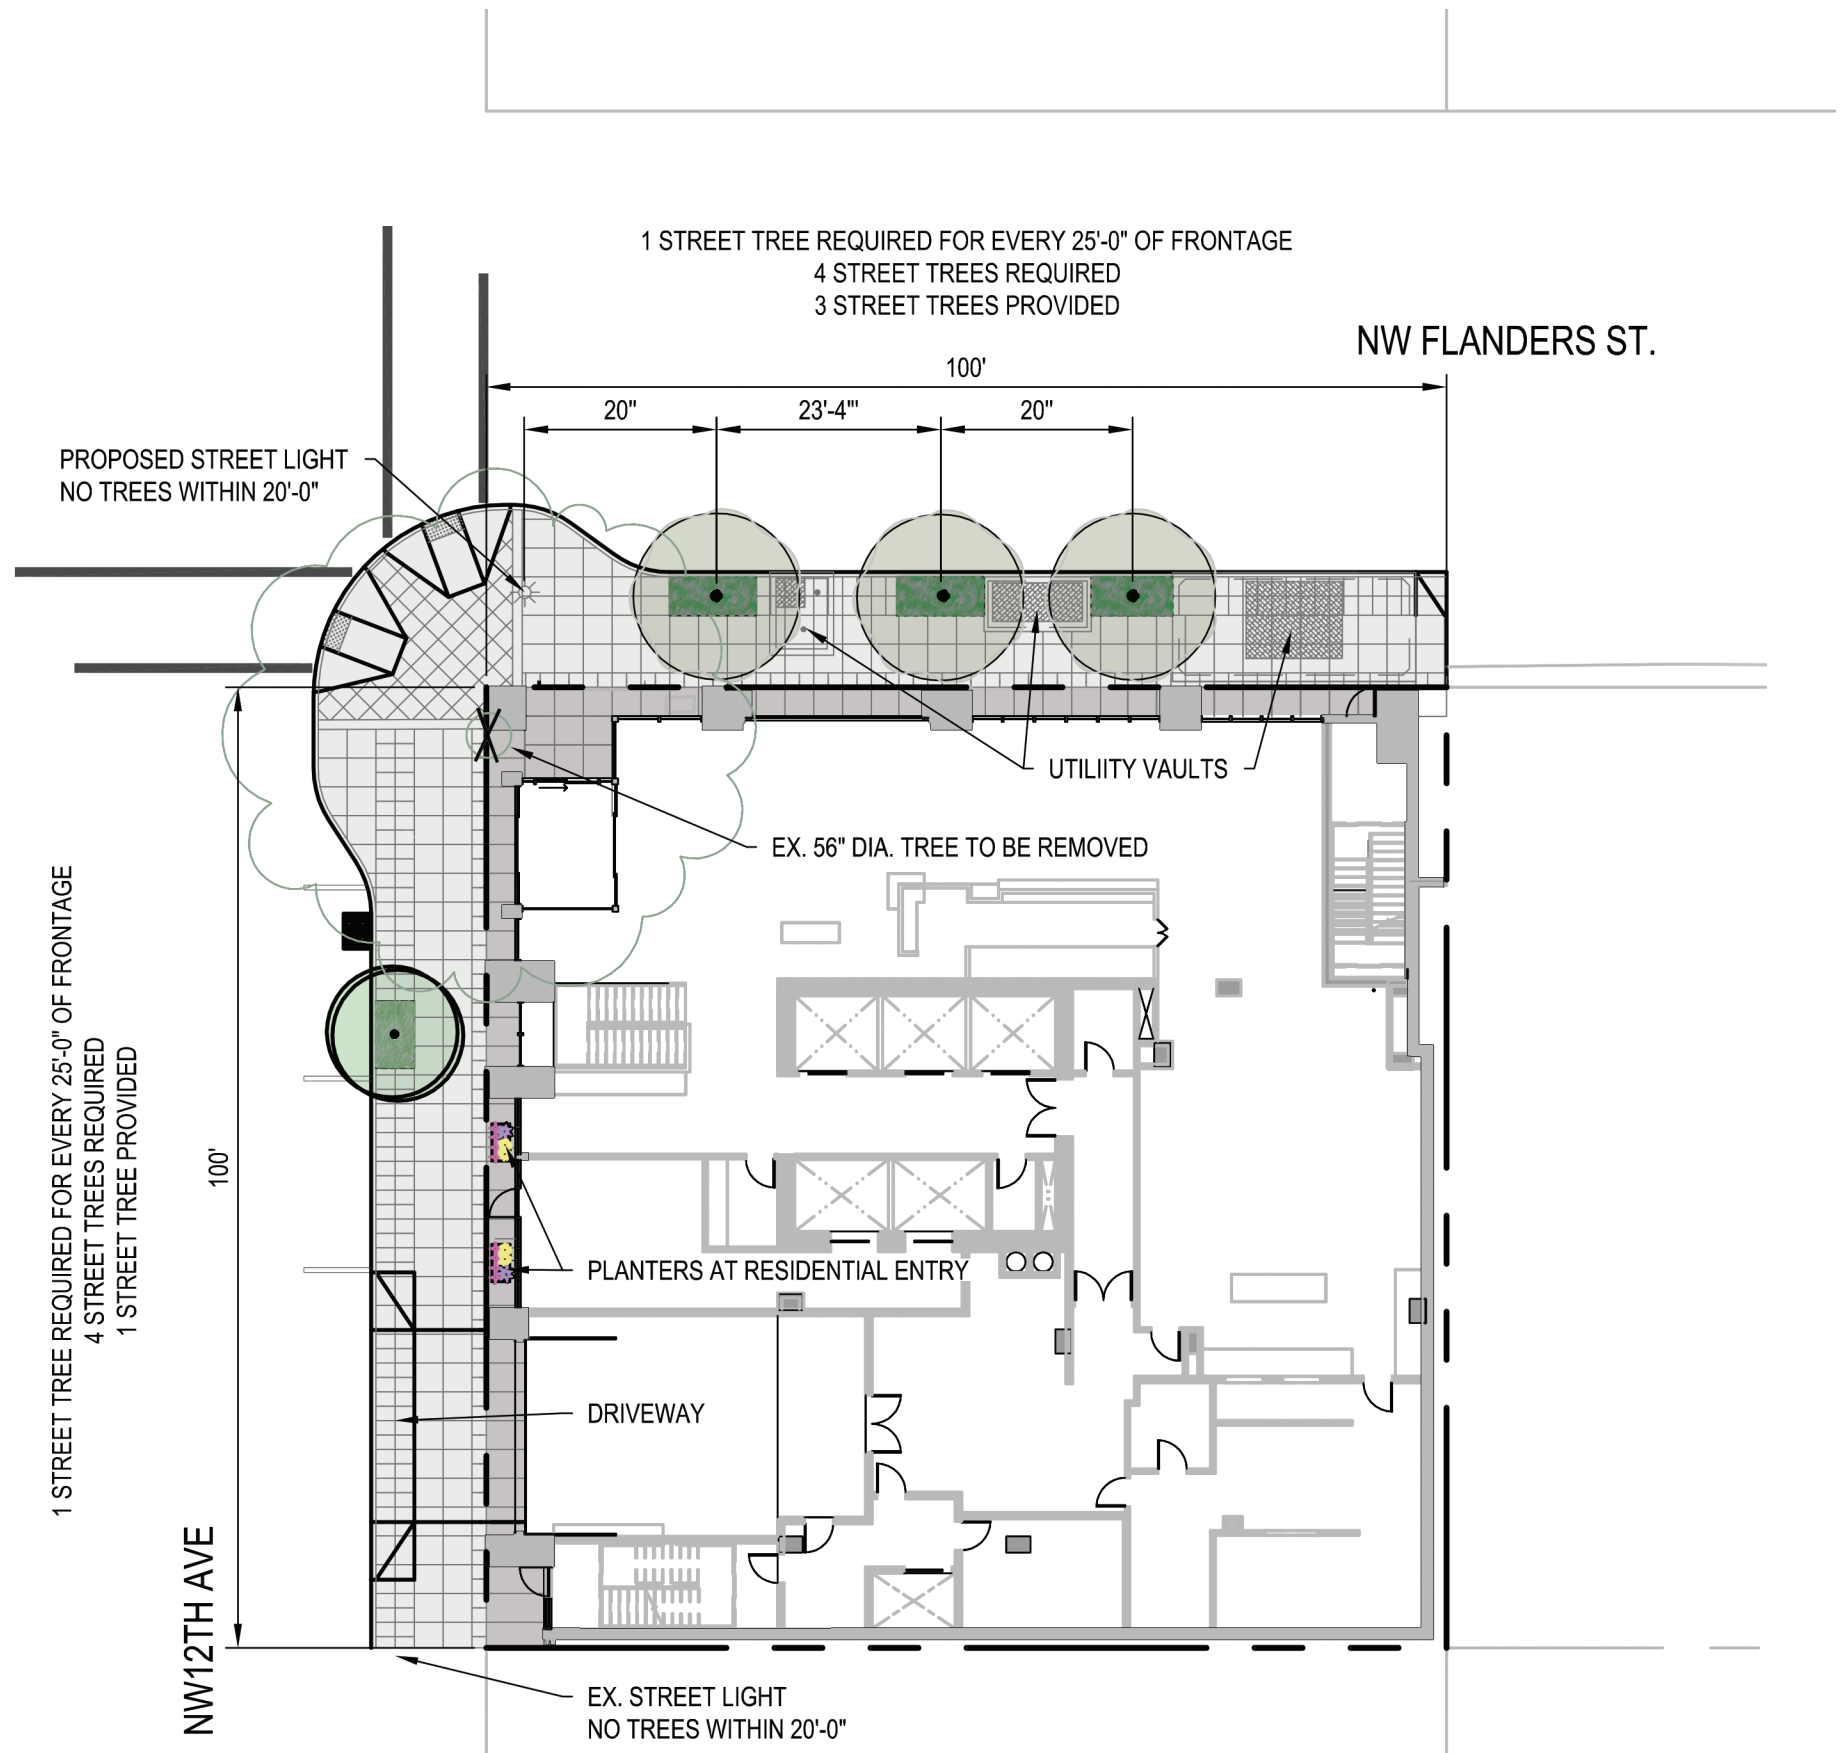 1 STREET TREE REQUIRED FOR EVERY 25'-0" OF FRONTAGE
4 STREET TREES REQUIRED
3 STREET TREES PROVIDED
NW FLANDERS ST.
100'
20"
23'-4'"
20"
PROPOSED STREET LIGHT
NO TREES WITHIN 20'-0"
UTILIITY VAULTS
EX. 56" DIA. TREE TO BE REMOVED
1 STREET TREE REQUIRED FOR EVERY 25'-0" OF FRONTAGE
4 STREET TREES REQUIRED
1 STREET TREE PROVIDED
100'
PLANTERS AT RESIDENTIAL ENTRY
DRIVEWAY
NW12TH AVE
EX. STREET LIGHT
NO TREES WITHIN 20'-0"